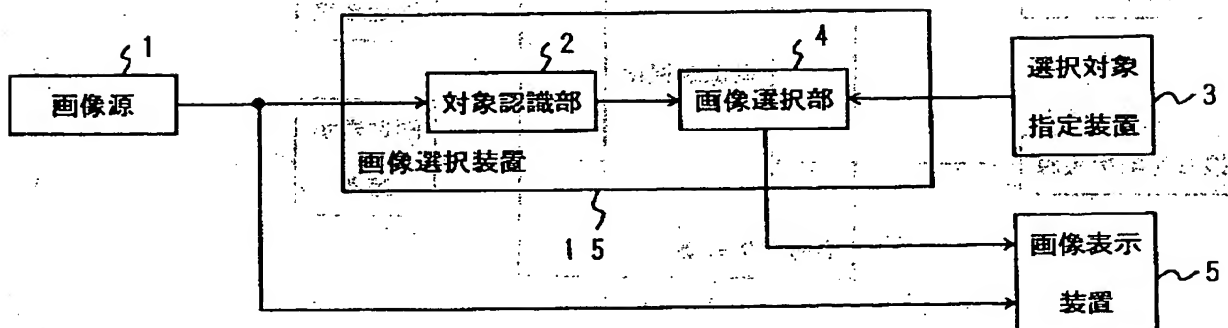 1
画像源
2
対象認識部
4
画像選択部
選択対象
指定装置
3
画像選択装置
15
画像表示
装置
5